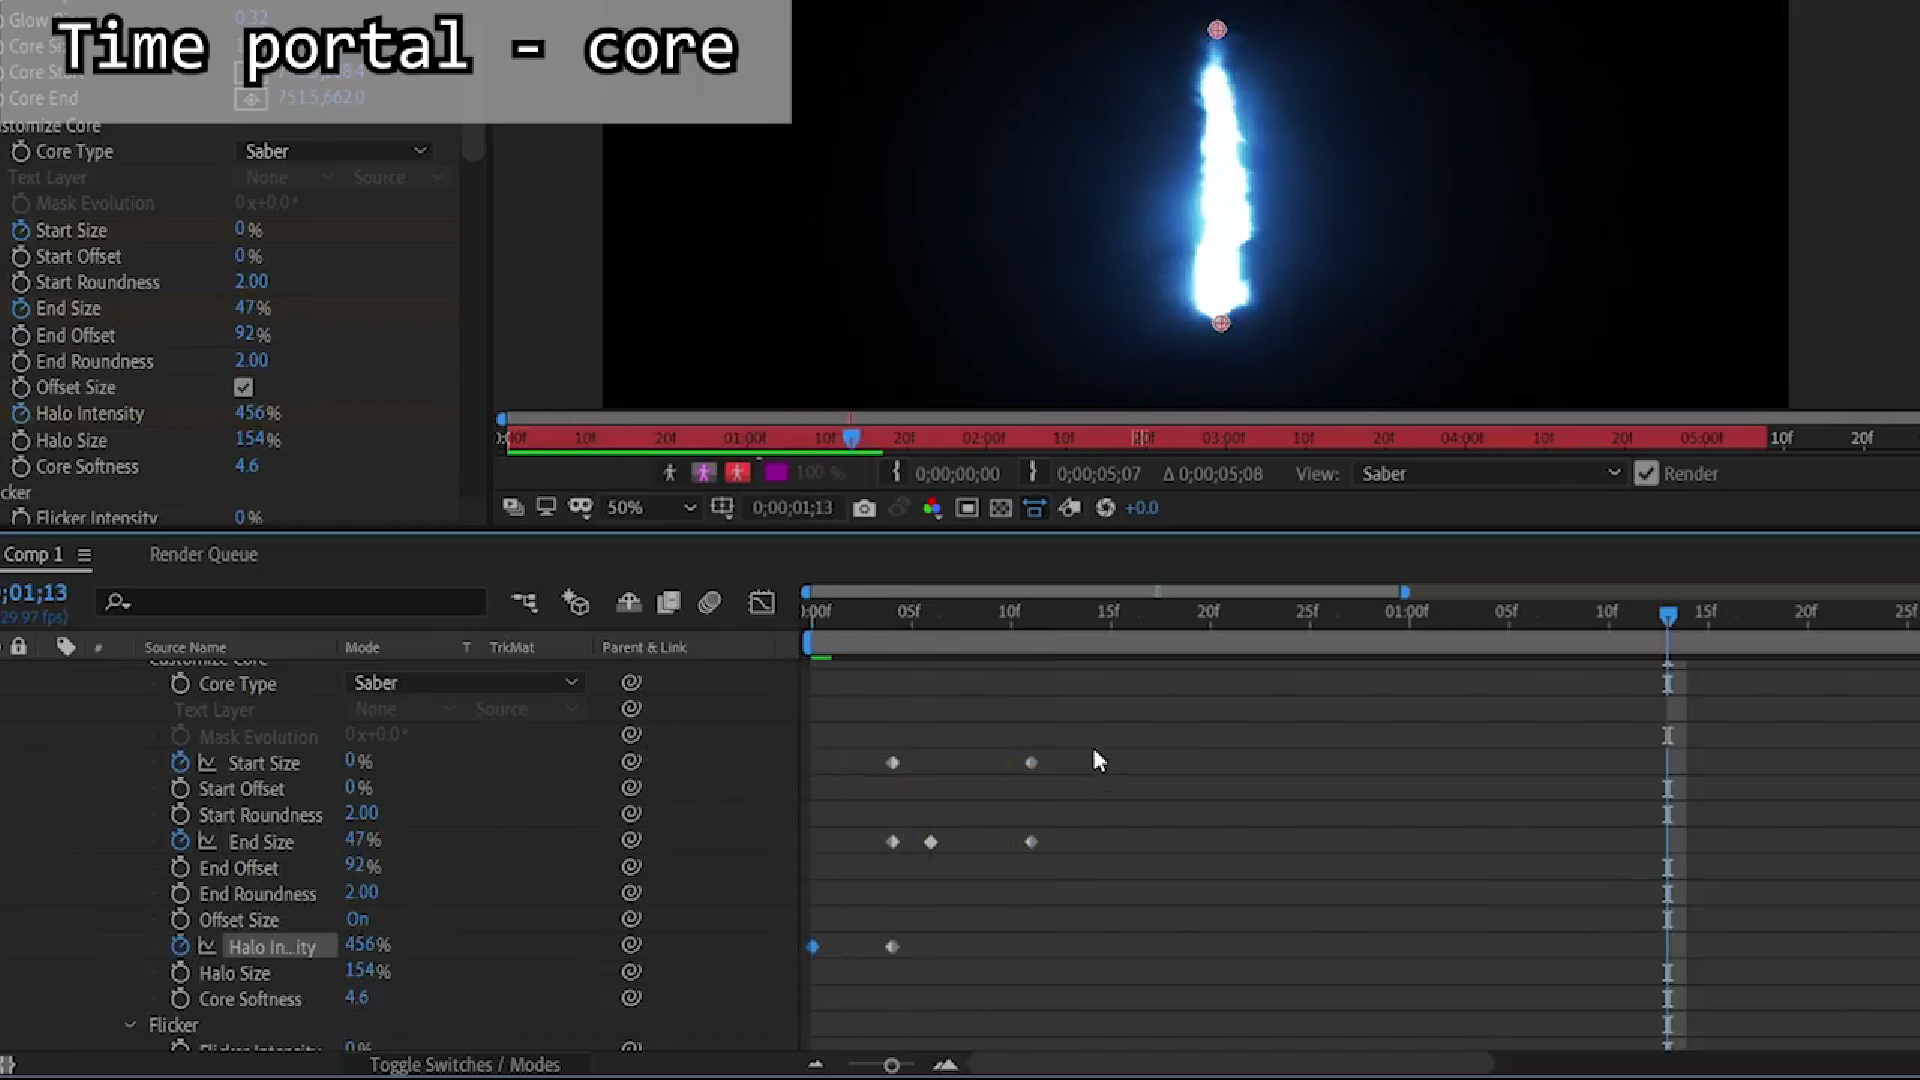 Time portal - core
Glow 0.32
Core
Core
Core End 751.5,662.0
stomize Core
Core Type Saber
Text Layer None Source
Mask Evolution 0x+0.0°
Start Size 0%
Start Offset 0%
Start Roundness 2.00
End Size 47%
End Offset 92%
End Roundness 2.00
Offset Size
Halo Intensity 456%
Halo Size 154%
Core Softness 4.6
cker
Flicker Intensity 0%
00f 10f 20f 01:00f 10f 20f 02:00f 10f 20f 03:00f 10f 20f 04:00f 10f 20f 05:00f 10f 20f
100 % 0;00;00;00 0;00;05;07 Δ 0;00;05;08 View: Saber Render
50% 0;00;01;13 +0.0
Comp 1 Render Queue
;01;13
29.97 fps)
):00f 05f 10f 15f 20f 25f 01:00f 05f 10f 15f 20f 25f
# Source Name Mode T TrkMat Parent & Link
Customize Core
Core Type Saber
Text Layer None Source
Mask Evolution 0x+0.0°
Start Size 0%
Start Offset 0%
Start Roundness 2.00
End Size 47%
End Offset 92%
End Roundness 2.00
Offset Size On
Halo In...ity 456%
Halo Size 154%
Core Softness 4.6
Flicker
Flicker Intensity 0%
Toggle Switches / Modes